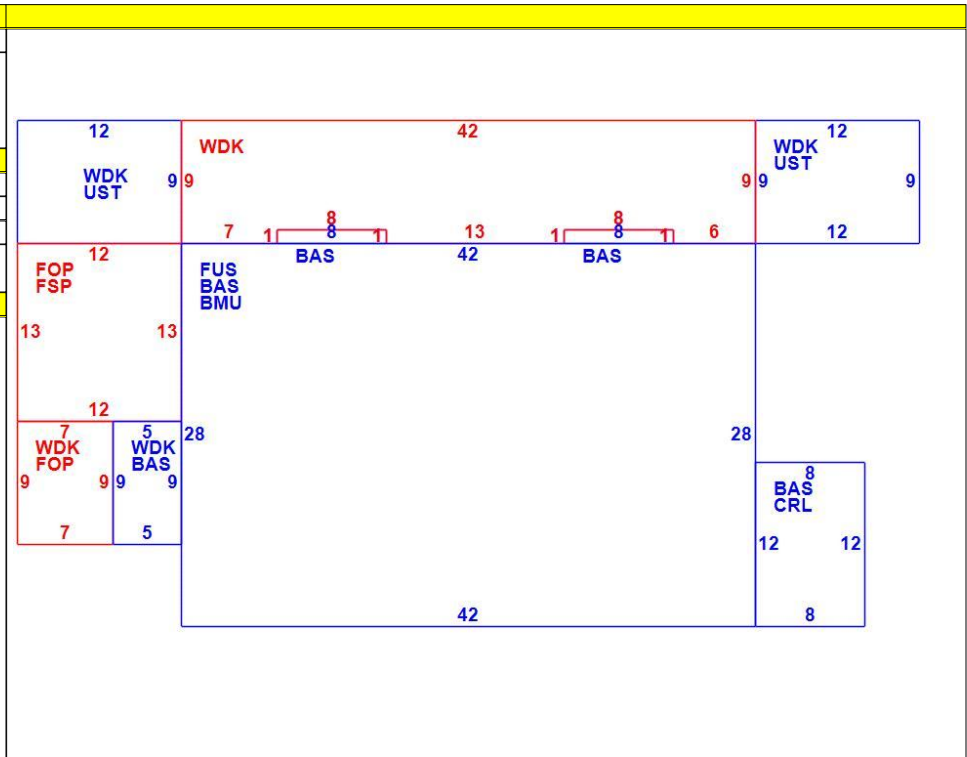 12
42
12
WDK
WDK
UST
WDK
UST
9
9
9
9
9
8
8
7
1
8
1
13
1
8
1
6
12
12
BAS
42
BAS
FOP
FSP
FUS
BAS
BMU
13
13
12
7
5
28
28
WDK
FOP
WDK
BAS
8
9
9
9
9
BAS
CRL
7
5
12
12
42
8